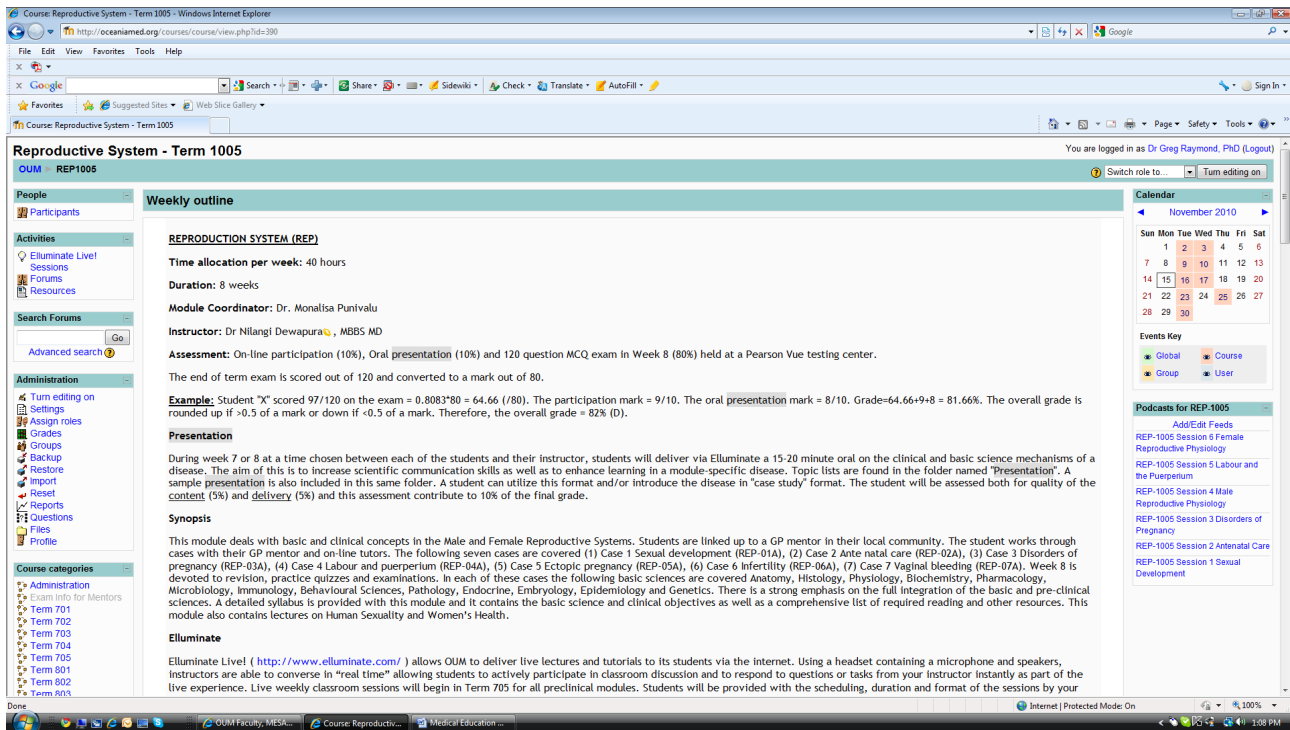 Course: Reproductive System - Term 1005 - Windows Internet Explorer
http://oceaniamed.org/courses/course/view.php?id=390
Google
File Edit View Favorites Tools Help
x
x Google Search Share Sidewiki Check Translate AutoFill Sign In
Favorites Suggested Sites Web Slice Gallery
Course: Reproductive System - Term 1005
Page Safety Tools
Reproductive System - Term 1005
You are logged in as Dr Greg Raymond, PhD (Logout)
OUM REP1005
Switch role to... Turn editing on
People
Participants
Activities
Elluminate Live!
Sessions
Forums
Resources
Search Forums
Go
Advanced search
Administration
Turn editing on
Settings
Assign roles
Grades
Groups
Backup
Restore
Import
Reset
Reports
Questions
Files
Profile
Course categories
Administration
Exam Info for Mentors
Term 701
Term 702
Term 703
Term 704
Term 705
Term 801
Term 802
Term 803
Weekly outline
REPRODUCTION SYSTEM (REP)
Time allocation per week: 40 hours
Duration: 8 weeks
Module Coordinator: Dr. Monalisa Punivalu
Instructor: Dr Nilangi Dewapura, MBBS MD
Assessment: On-line participation (10%), Oral presentation (10%) and 120 question MCQ exam in Week 8 (80%) held at a Pearson Vue testing center.
The end of term exam is scored out of 120 and converted to a mark out of 80.
Example: Student "X" scored 97/120 on the exam = 0.8083*80 = 64.66 (/80). The participation mark = 9/10. The oral presentation mark = 8/10. Grade=64.66+9+8 = 81.66%. The overall grade is
rounded up if >0.5 of a mark or down if <0.5 of a mark. Therefore, the overall grade = 82% (D).
Presentation
During week 7 or 8 at a time chosen between each of the students and their instructor, students will deliver via Elluminate a 15-20 minute oral on the clinical and basic science mechanisms of a
disease. The aim of this is to increase scientific communication skills as well as to enhance learning in a module-specific disease. Topic lists are found in the folder named "Presentation". A
sample presentation is also included in this same folder. A student can utilize this format and/or introduce the disease in "case study" format. The student will be assessed both for quality of the
content (5%) and delivery (5%) and this assessment contribute to 10% of the final grade.
Synopsis
This module deals with basic and clinical concepts in the Male and Female Reproductive Systems. Students are linked up to a GP mentor in their local community. The student works through
cases with their GP mentor and on-line tutors. The following seven cases are covered (1) Case 1 Sexual development (REP-01A), (2) Case 2 Ante natal care (REP-02A), (3) Case 3 Disorders of
pregnancy (REP-03A), (4) Case 4 Labour and puerperium (REP-04A), (5) Case 5 Ectopic pregnancy (REP-05A), (6) Case 6 Infertility (REP-06A), (7) Case 7 Vaginal bleeding (REP-07A). Week 8 is
devoted to revision, practice quizzes and examinations. In each of these cases the following basic sciences are covered Anatomy, Histology, Physiology, Biochemistry, Pharmacology,
Microbiology, Immunology, Behavioural Sciences, Pathology, Endocrine, Embryology, Epidemiology and Genetics. There is a strong emphasis on the full integration of the basic and pre-clinical
sciences. A detailed syllabus is provided with this module and it contains the basic science and clinical objectives as well as a comprehensive list of required reading and other resources. This
module also contains lectures on Human Sexuality and Women's Health.
Elluminate
Elluminate Live! ( http://www.elluminate.com/ ) allows OUM to deliver live lectures and tutorials to its students via the internet. Using a headset containing a microphone and speakers,
instructors are able to converse in "real time" allowing students to actively participate in classroom discussion and to respond to questions or tasks from your instructor instantly as part of the
live experience. Live weekly classroom sessions will begin in Term 705 for all preclinical modules. Students will be provided with the scheduling, duration and format of the sessions by your
Calendar
November 2010
Sun Mon Tue Wed Thu Fri Sat
1 2 3 4 5 6
7 8 9 10 11 12 13
14 15 16 17 18 19 20
21 22 23 24 25 26 27
28 29 30
Events Key
Global Course
Group User
Podcasts for REP-1005
Add/Edit Feeds
REP-1005 Session 6 Female
Reproductive Physiology
REP-1005 Session 5 Labour and
the Puerperium
REP-1005 Session 4 Male
Reproductive Physiology
REP-1005 Session 3 Disorders of
Pregnancy
REP-1005 Session 2 Antenatal Care
REP-1005 Session 1 Sexual
Development
Done
Internet | Protected Mode: On
100%
OUM Faculty, MESA...
Course: Reproductiv...
Medical Education ...
1:08 PM